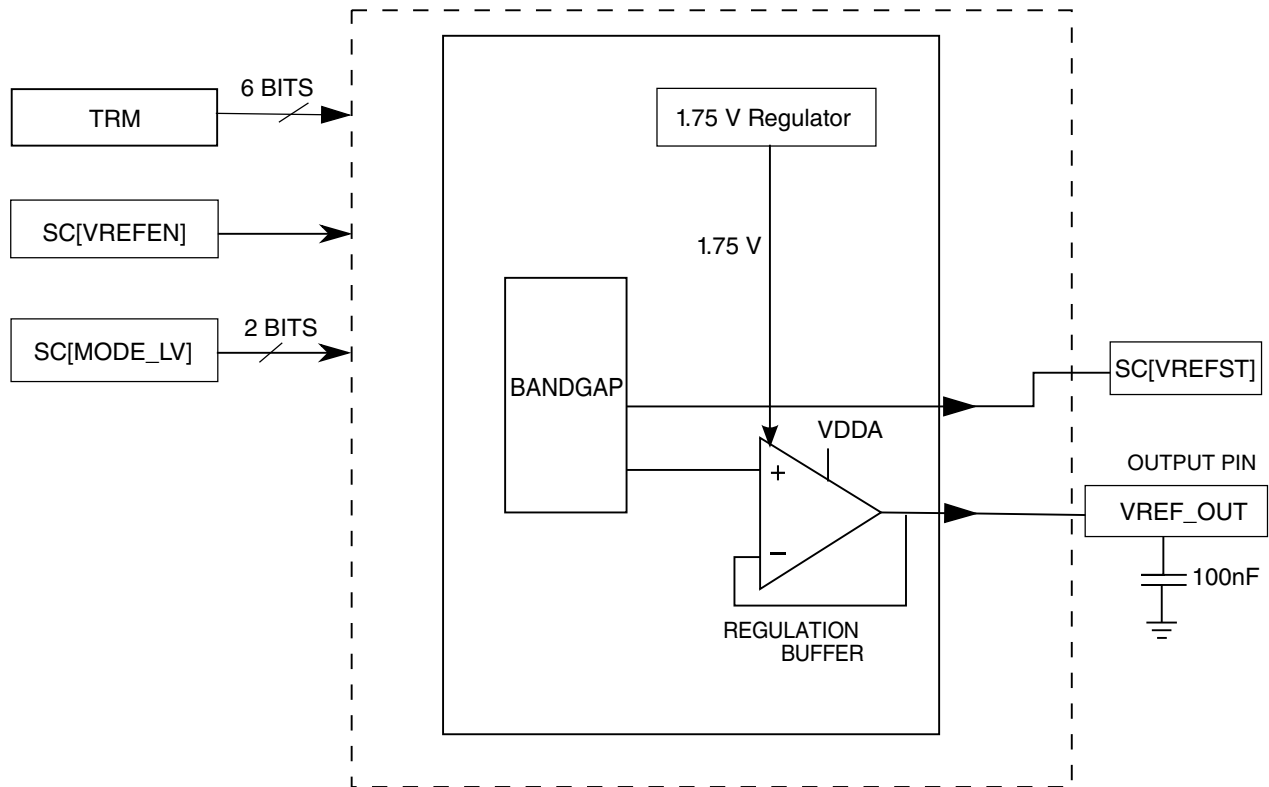 6 BITS
TRM
1.75 V Regulator
SC[VREFEN]
1.75 V
2 BITS
SC[MODE_LV]
BANDGAP
SC[VREFST]
VDDA
+
−
OUTPUT PIN
VREF_OUT
100nF
REGULATION
BUFFER